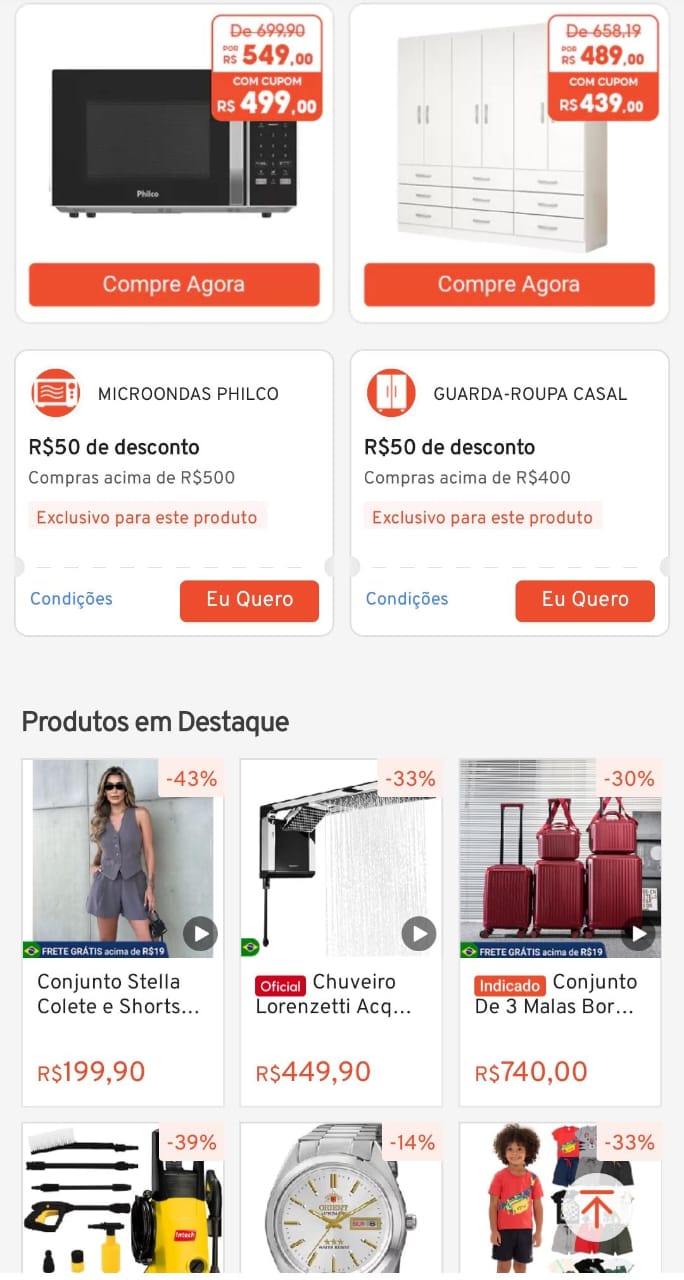 De 699,90
POR R$ 549,00
COM CUPOM
R$ 499,00
Philco
Compre Agora
De 658,19
POR R$ 489,00
COM CUPOM
R$ 439,00
Compre Agora
MICROONDAS PHILCO
R$50 de desconto
Compras acima de R$500
Exclusivo para este produto
Condições
Eu Quero
GUARDA-ROUPA CASAL
R$50 de desconto
Compras acima de R$400
Exclusivo para este produto
Condições
Eu Quero
Produtos em Destaque
-43%
FRETE GRÁTIS acima de R$19
Conjunto Stella
Colete e Shorts...
R$199,90
-33%
Oficial Chuveiro
Lorenzetti Acq...
R$449,90
-30%
FRETE GRÁTIS acima de R$19
Indicado Conjunto
De 3 Malas Bor...
R$740,00
-39%
-14%
ORIENT
-33%